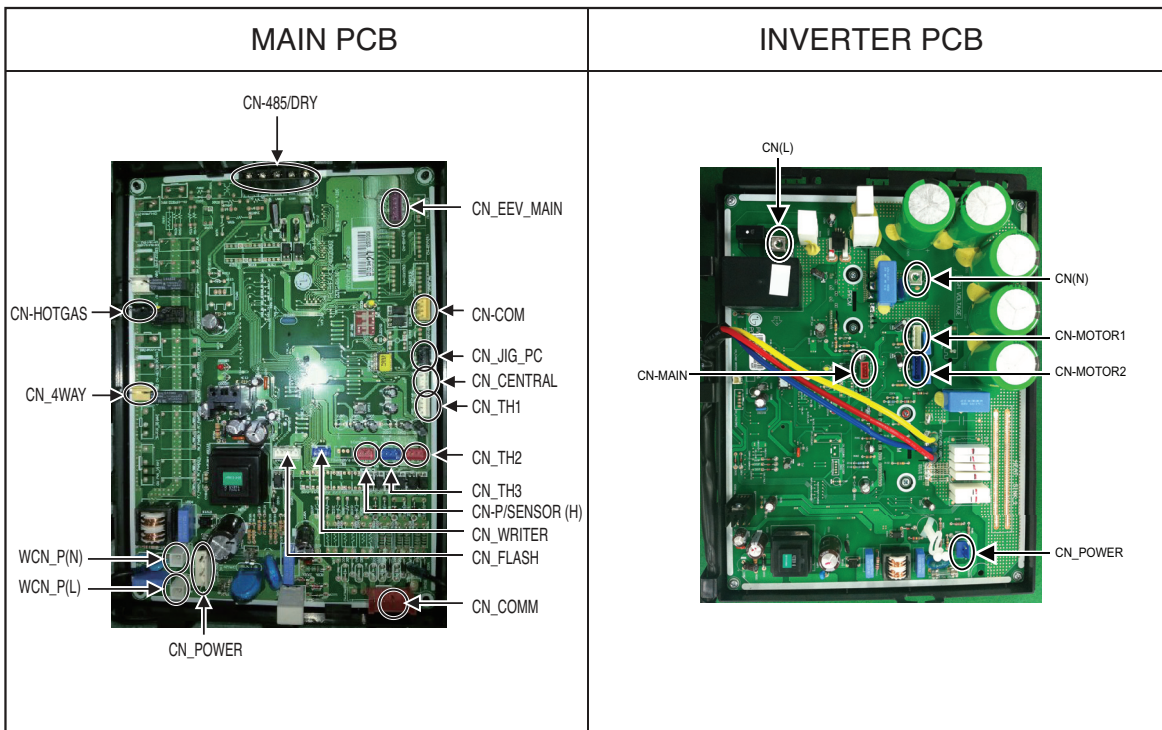 MAIN PCB
INVERTER PCB
CN-485/DRY
CN_EEV_MAIN
CN-HOTGAS
CN-COM
CN_JIG_PC
CN_CENTRAL
CN_4WAY
CN_TH1
CN_TH2
CN_TH3
CN-P/SENSOR (H)
CN_WRITER
CN_FLASH
WCN_P(N)
WCN_P(L)
CN_COMM
CN_POWER
CN(L)
CN(N)
CN-MOTOR1
CN-MAIN
CN-MOTOR2
CN_POWER